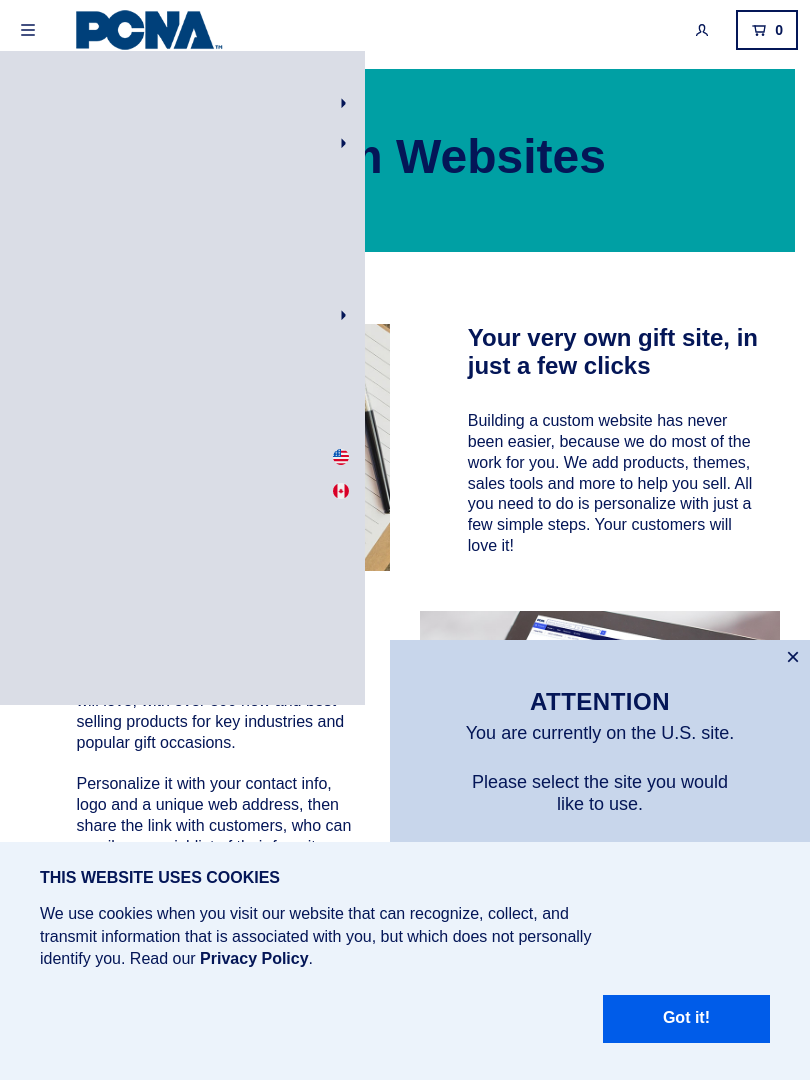 PCNA™
0
Websites
Your very own gift site, in
just a few clicks
Building a custom website has never
been easier, because we do most of the
work for you. We add products, themes,
sales tools and more to help you sell. All
you need to do is personalize with just a
few simple steps. Your customers will
love it!
selling products for key industries and
popular gift occasions.
Personalize it with your contact info,
logo and a unique web address, then
share the link with customers, who can
ATTENTION
You are currently on the U.S. site.
Please select the site you would
like to use.
THIS WEBSITE USES COOKIES
We use cookies when you visit our website that can recognize, collect, and
transmit information that is associated with you, but which does not personally
identify you. Read our Privacy Policy.
Got it!